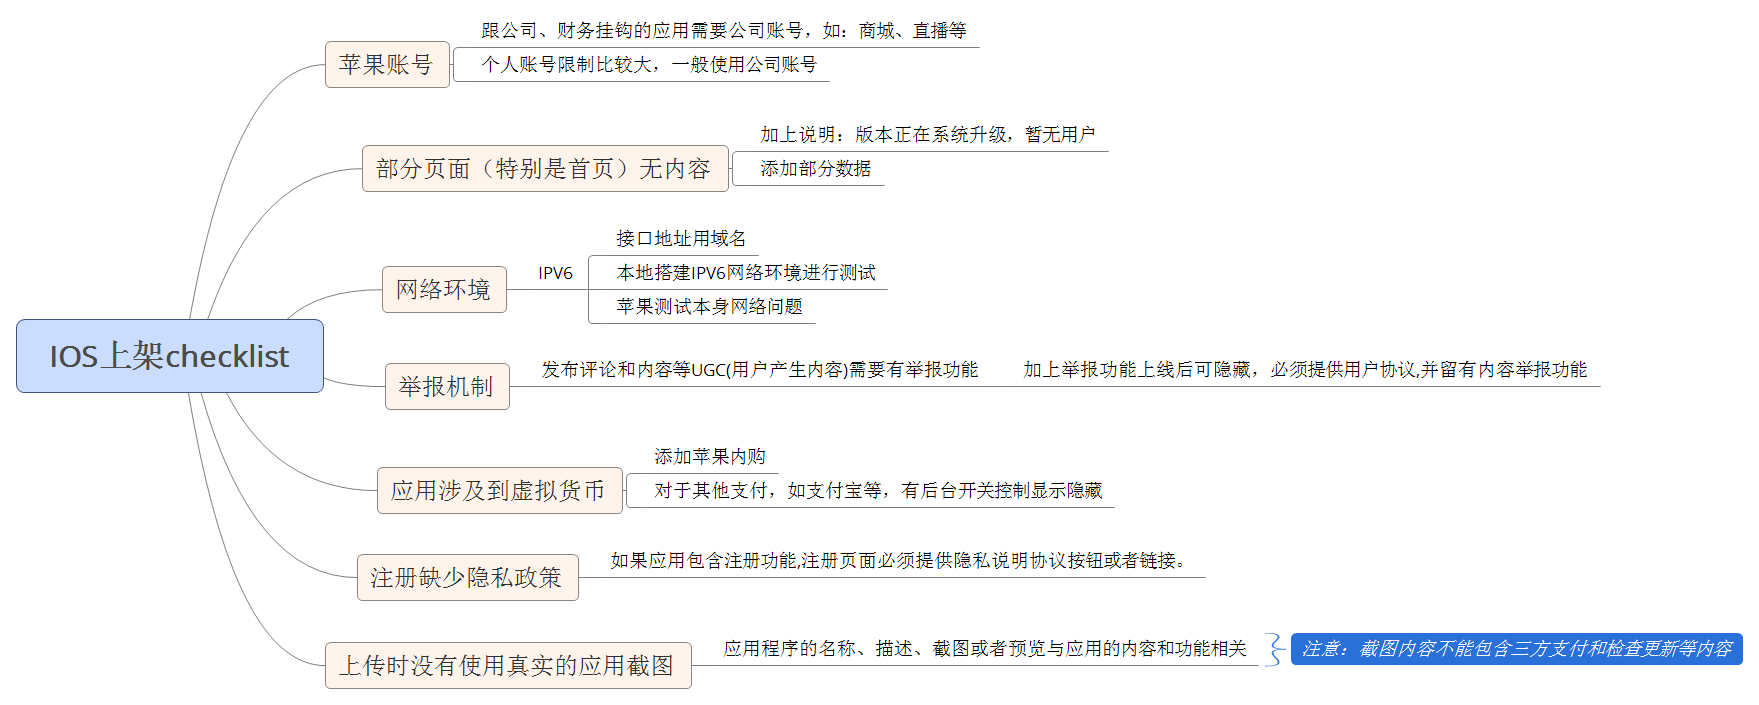 IOS上架checklist
苹果账号
跟公司、财务挂钩的应用需要公司账号，如：商城、直播等
个人账号限制比较大，一般使用公司账号
部分页面（特别是首页）无内容
加上说明：版本正在系统升级，暂无用户
添加部分数据
网络环境
IPV6
接口地址用域名
本地搭建IPV6网络环境进行测试
苹果测试本身网络问题
举报机制
发布评论和内容等UGC(用户产生内容)需要有举报功能
加上举报功能上线后可隐藏，必须提供用户协议,并留有内容举报功能
应用涉及到虚拟货币
添加苹果内购
对于其他支付，如支付宝等，有后台开关控制显示隐藏
注册缺少隐私政策
如果应用包含注册功能,注册页面必须提供隐私说明协议按钮或者链接。
上传时没有使用真实的应用截图
应用程序的名称、描述、截图或者预览与应用的内容和功能相关
注意：截图内容不能包含三方支付和检查更新等内容